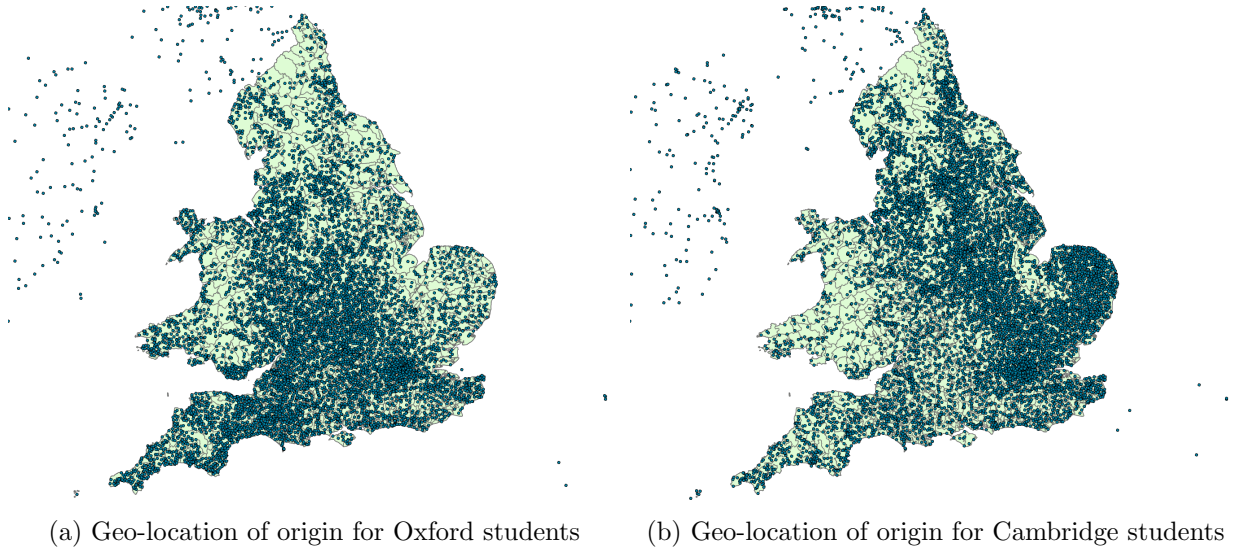 (a) Geo-location of origin for Oxford students
(b) Geo-location of origin for Cambridge students